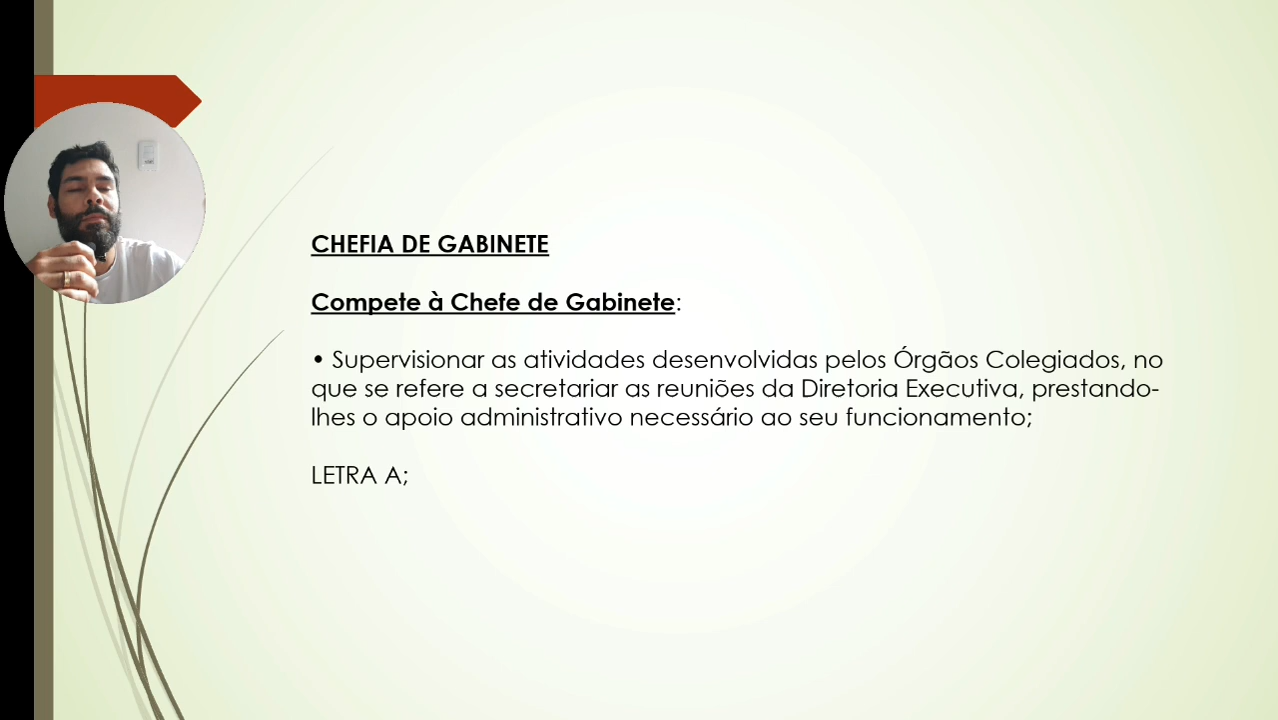 CHEFIA DE GABINETE
Compete à Chefe de Gabinete:
• Supervisionar as atividades desenvolvidas pelos Órgãos Colegiados, no
que se refere a secretariar as reuniões da Diretoria Executiva, prestando-
lhes o apoio administrativo necessário ao seu funcionamento;
LETRA A;